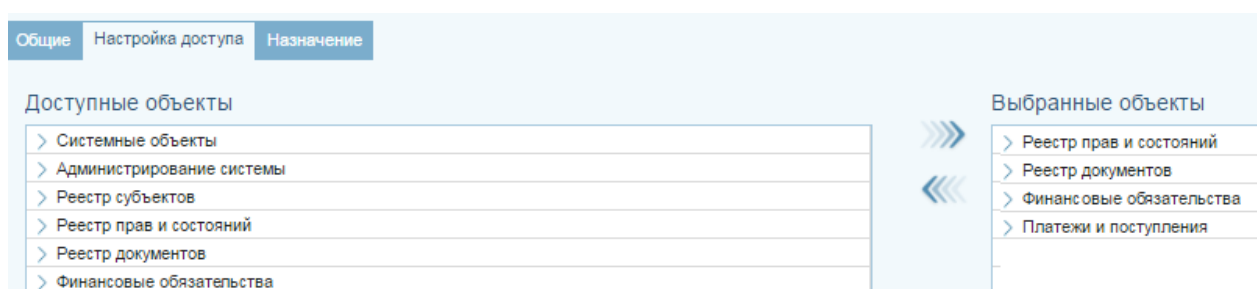 Общие Настройка доступа Назначение
Доступные объекты
Системные объекты
Администрирование системы
Реестр субъектов
Реестр прав и состояний
Реестр документов
Финансовые обязательства
Выбранные объекты
Реестр прав и состояний
Реестр документов
Финансовые обязательства
Платежи и поступления